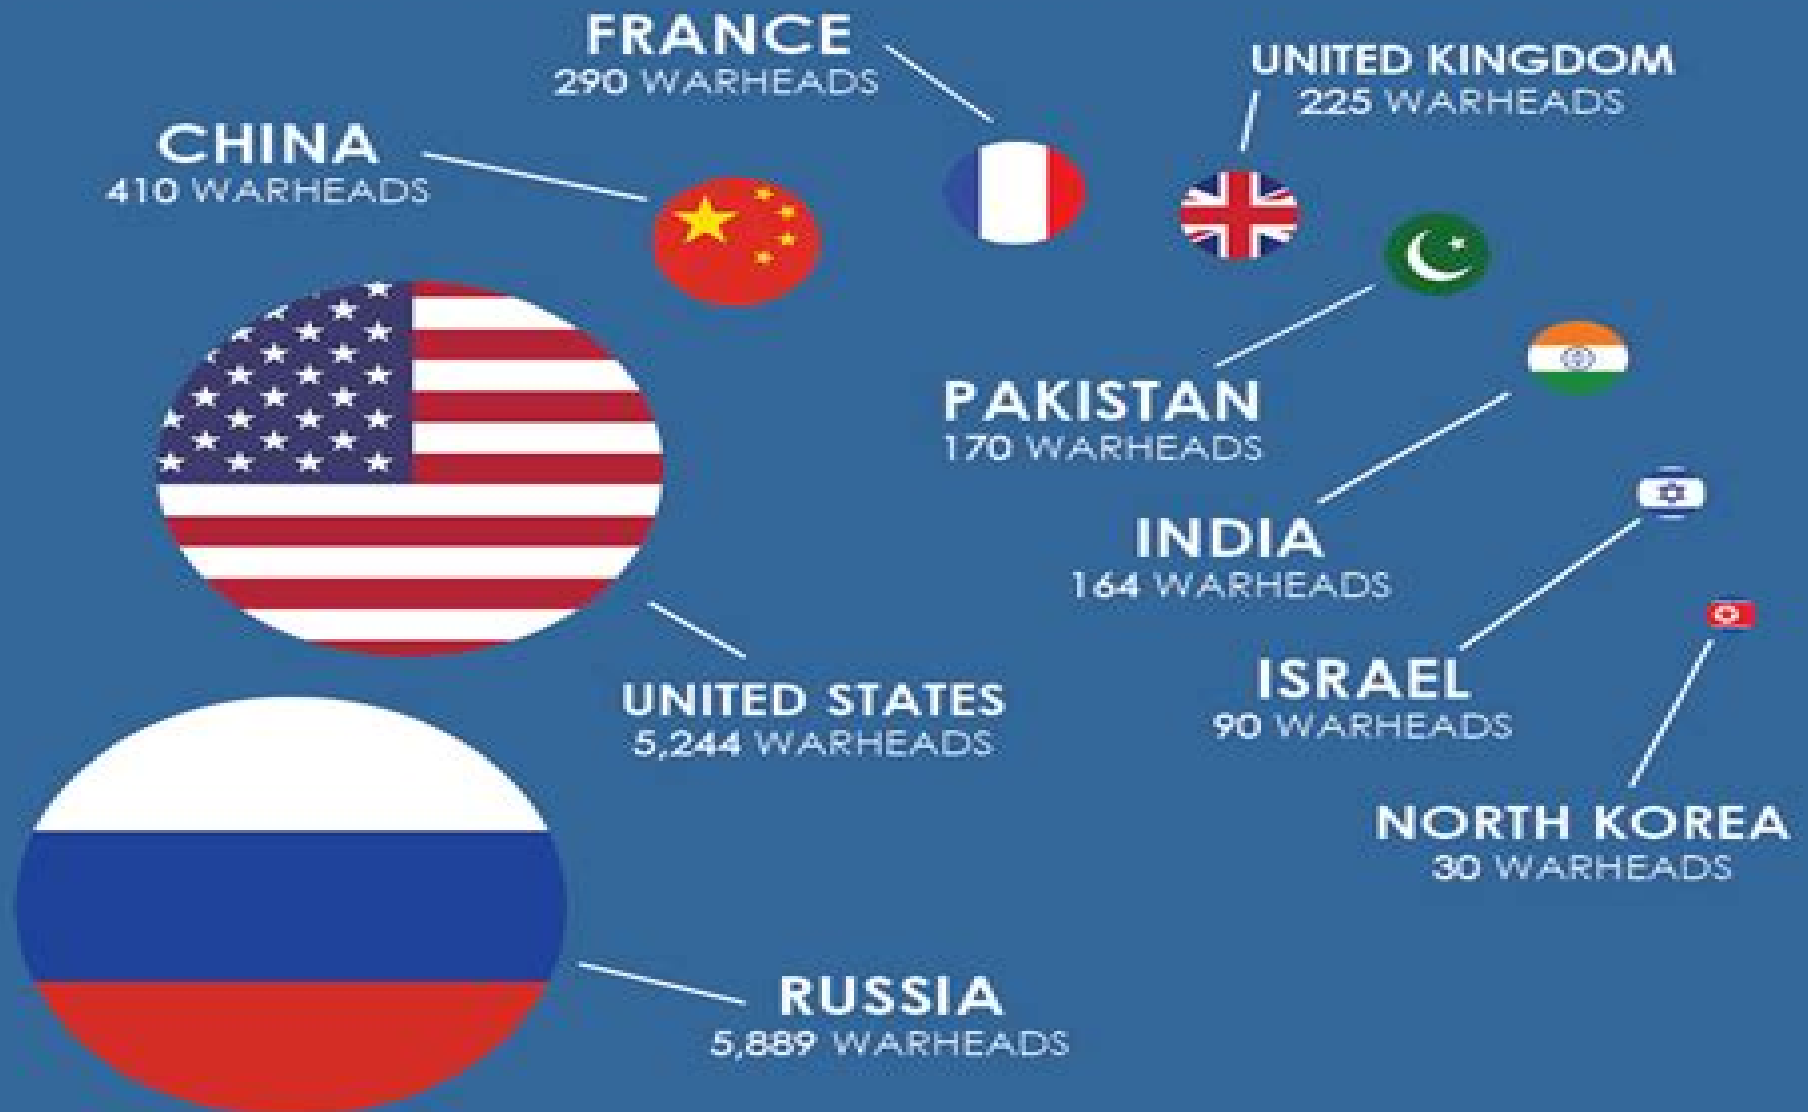 FRANCE
290 WARHEADS
UNITED KINGDOM
225 WARHEADS
CHINA
410 WARHEADS
PAKISTAN
170 WARHEADS
INDIA
164 WARHEADS
ISRAEL
90 WARHEADS
UNITED STATES
5,244 WARHEADS
NORTH KOREA
30 WARHEADS
RUSSIA
5,889 WARHEADS